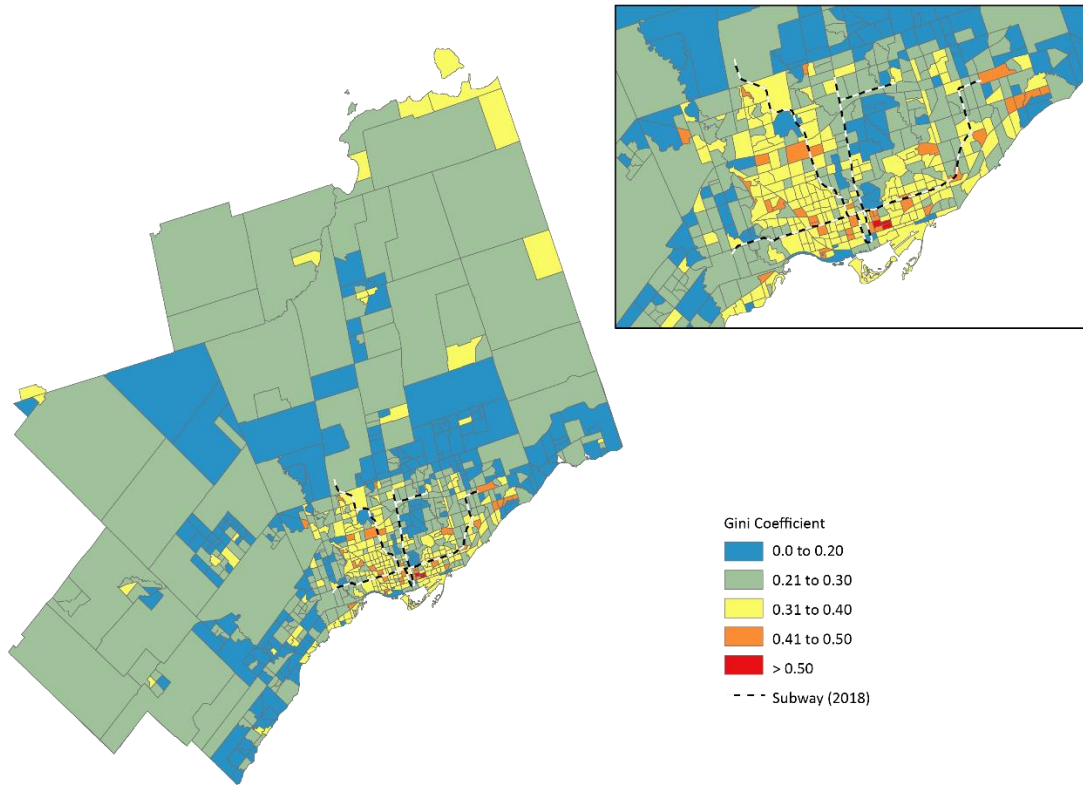 Gini Coefficient
0.0 to 0.20
0.21 to 0.30
0.31 to 0.40
0.41 to 0.50
> 0.50
Subway (2018)